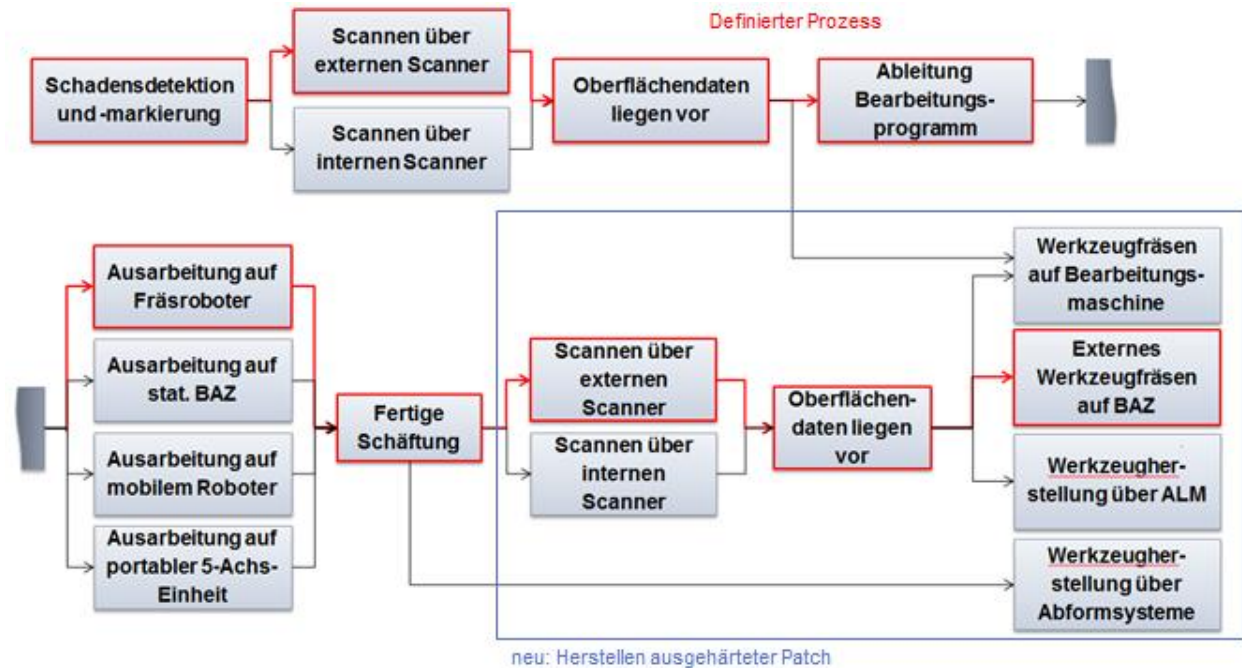 Definierter Prozess
Schadensdetektion
und -markierung
Scannen über
externen Scanner
Scannen über
internen Scanner
Oberflächendaten
liegen vor
Ableitung
Bearbeitungs-
programm
Ausarbeitung auf
Fräsroboter
Ausarbeitung auf
stat. BAZ
Ausarbeitung auf
mobilem Roboter
Ausarbeitung auf
portabler 5-Achs-
Einheit
Fertige
Schäftung
Scannen über
externen
Scanner
Scannen über
internen
Scanner
Oberflächen-
daten liegen
vor
Werkzeugfräsen
auf Bearbeitungs-
maschine
Externes
Werkzeugfräsen
auf BAZ
Werkzeugher-
stellung über ALM
Werkzeugher-
stellung über
Abformsysteme
neu: Herstellen ausgehärteter Patch